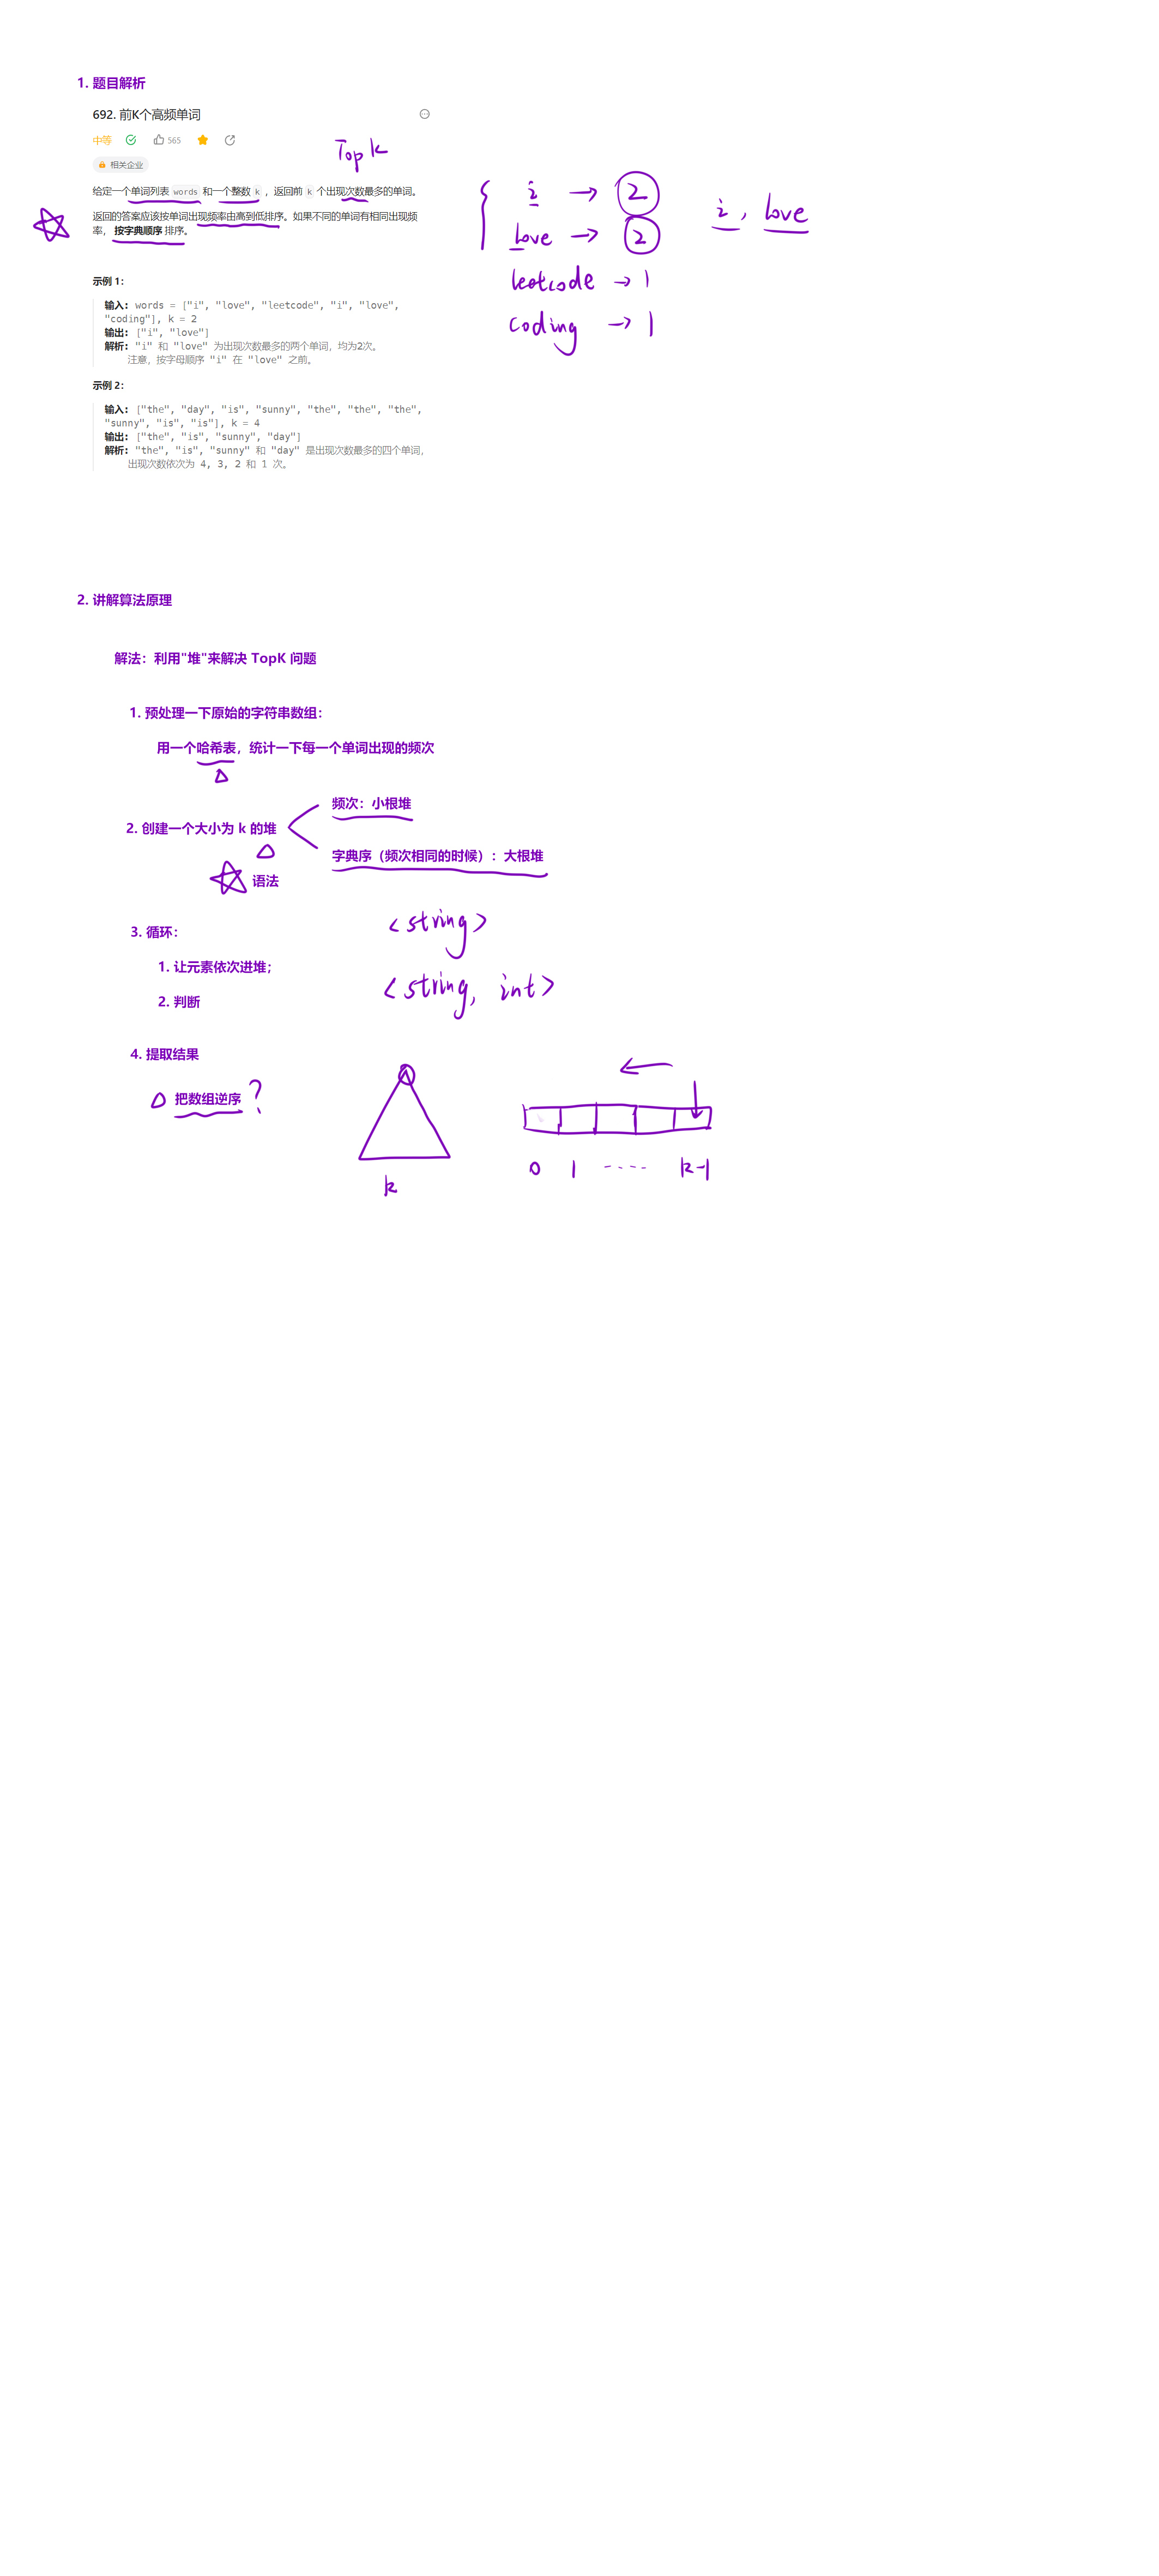 1. 题目解析
692. 前K个高频单词
中等 565
相关企业
Top k
给定一个单词列表 words 和一个整数 k ，返回前 k 个出现次数最多的单词。
返回的答案应该按单词出现频率由高到低排序。如果不同的单词有相同出现频
率， 按字典顺序 排序。
i → 2
love → 2
leetcode → 1
coding → 1
i , love
示例 1：
输入: words = ["i", "love", "leetcode", "i", "love",
"coding"], k = 2
输出: ["i", "love"]
解析: "i" 和 "love" 为出现次数最多的两个单词，均为2次。
注意，按字母顺序 "i" 在 "love" 之前。
示例 2：
输入: ["the", "day", "is", "sunny", "the", "the", "the",
"sunny", "is", "is"], k = 4
输出: ["the", "is", "sunny", "day"]
解析: "the", "is", "sunny" 和 "day" 是出现次数最多的四个单词，
出现次数依次为 4, 3, 2 和 1 次。
2. 讲解算法原理
解法：利用"堆"来解决 TopK 问题
1. 预处理一下原始的字符串数组：
用一个哈希表，统计一下每一个单词出现的频次
2. 创建一个大小为 k 的堆
频次：小根堆
字典序（频次相同的时候）：大根堆
语法
3. 循环：
1. 让元素依次进堆；
2. 判断
<string>
<string, int>
4. 提取结果
把数组逆序 ?
k
0 1 ---- k-1